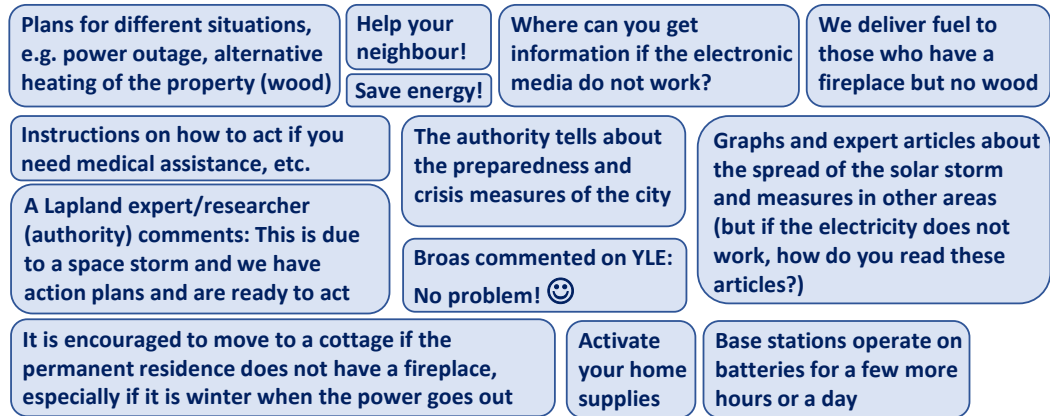 Plans for different situations,
e.g. power outage, alternative
heating of the property (wood)
Help your
neighbour!
Save energy!
Where can you get
information if the electronic
media do not work?
We deliver fuel to
those who have a
fireplace but no wood
Instructions on how to act if you
need medical assistance, etc.
The authority tells about
the preparedness and
crisis measures of the city
Graphs and expert articles about
the spread of the solar storm
and measures in other areas
(but if the electricity does not
work, how do you read these
articles?)
A Lapland expert/researcher
(authority) comments: This is due
to a space storm and we have
action plans and are ready to act
Broas commented on YLE:
No problem! ☺
It is encouraged to move to a cottage if the
permanent residence does not have a fireplace,
especially if it is winter when the power goes out
Activate
your home
supplies
Base stations operate on
batteries for a few more
hours or a day